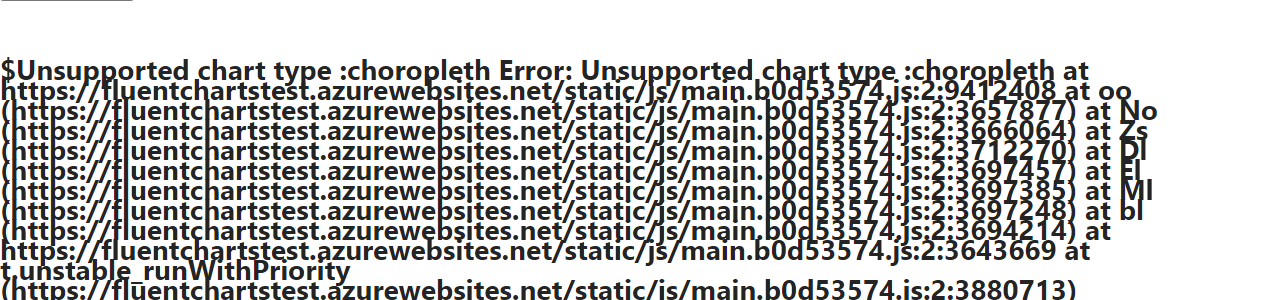 $Unsupported chart type :choropleth Error: Unsupported chart type :choropleth at
https://fluentchartstest.azurewebsites.net/static/js/main.b0d53574.js:2:9412408 at oo
(https://fluentchartstest.azurewebsites.net/static/js/main.b0d53574.js:2:3657877) at No
(https://fluentchartstest.azurewebsites.net/static/js/main.b0d53574.js:2:3666064) at Zs
(https://fluentchartstest.azurewebsites.net/static/js/main.b0d53574.js:2:3712270) at Dl
(https://fluentchartstest.azurewebsites.net/static/js/main.b0d53574.js:2:3697457) at El
(https://fluentchartstest.azurewebsites.net/static/js/main.b0d53574.js:2:3697385) at Ml
(https://fluentchartstest.azurewebsites.net/static/js/main.b0d53574.js:2:3697248) at bl
(https://fluentchartstest.azurewebsites.net/static/js/main.b0d53574.js:2:3694214) at
https://fluentchartstest.azurewebsites.net/static/js/main.b0d53574.js:2:3643669 at
t.unstable_runWithPriority
(https://fluentchartstest.azurewebsites.net/static/js/main.b0d53574.js:2:3880713)